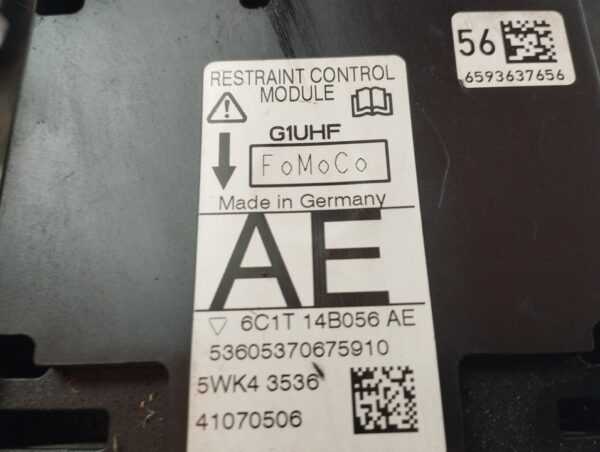 56
6593637656
RESTRAINT CONTROL
MODULE
G1UHF
FoMoCo
Made in Germany
AE
6C1T 14B056 AE
53605370675910
5WK4 3536
41070506